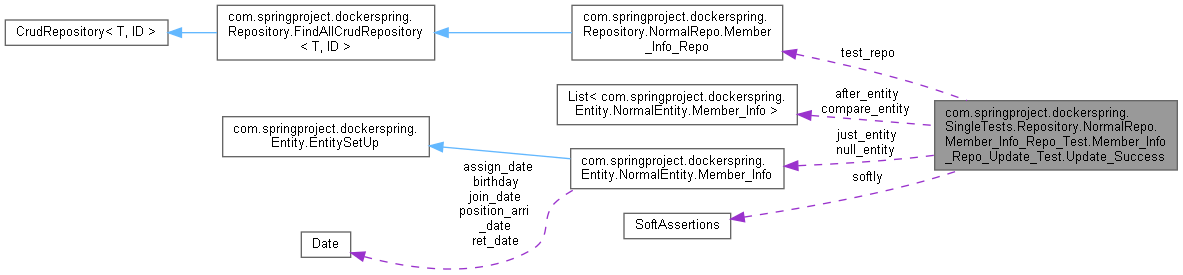 CrudRepository< T, ID >
com.springproject.dockerspring.
Repository.FindAllCrudRepository
< T, ID >
com.springproject.dockerspring.
Repository.NormalRepo.Member
_Info_Repo
test_repo
List< com.springproject.dockerspring.
Entity.NormalEntity.Member_Info >
after_entity
compare_entity
com.springproject.dockerspring.
SingleTests.Repository.NormalRepo.
Member_Info_Repo_Test.Member_Info
_Repo_Update_Test.Update_Success
com.springproject.dockerspring.
Entity.EntitySetUp
just_entity
null_entity
com.springproject.dockerspring.
Entity.NormalEntity.Member_Info
assign_date
birthday
join_date
position_arri
_date
ret_date
softly
SoftAssertions
Date